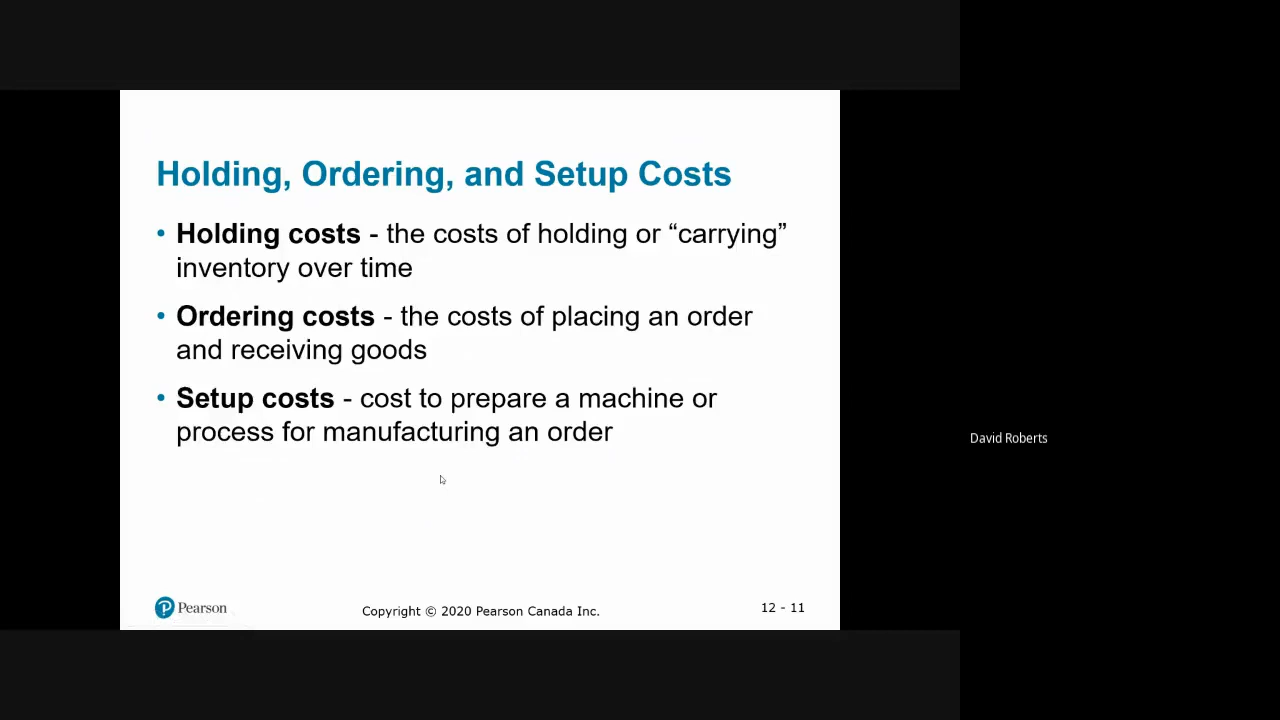 Holding, Ordering, and Setup Costs
• Holding costs - the costs of holding or “carrying”
inventory over time
• Ordering costs - the costs of placing an order
and receiving goods
• Setup costs - cost to prepare a machine or
process for manufacturing an order
David Roberts
Pearson
Copyright © 2020 Pearson Canada Inc.
12 - 11